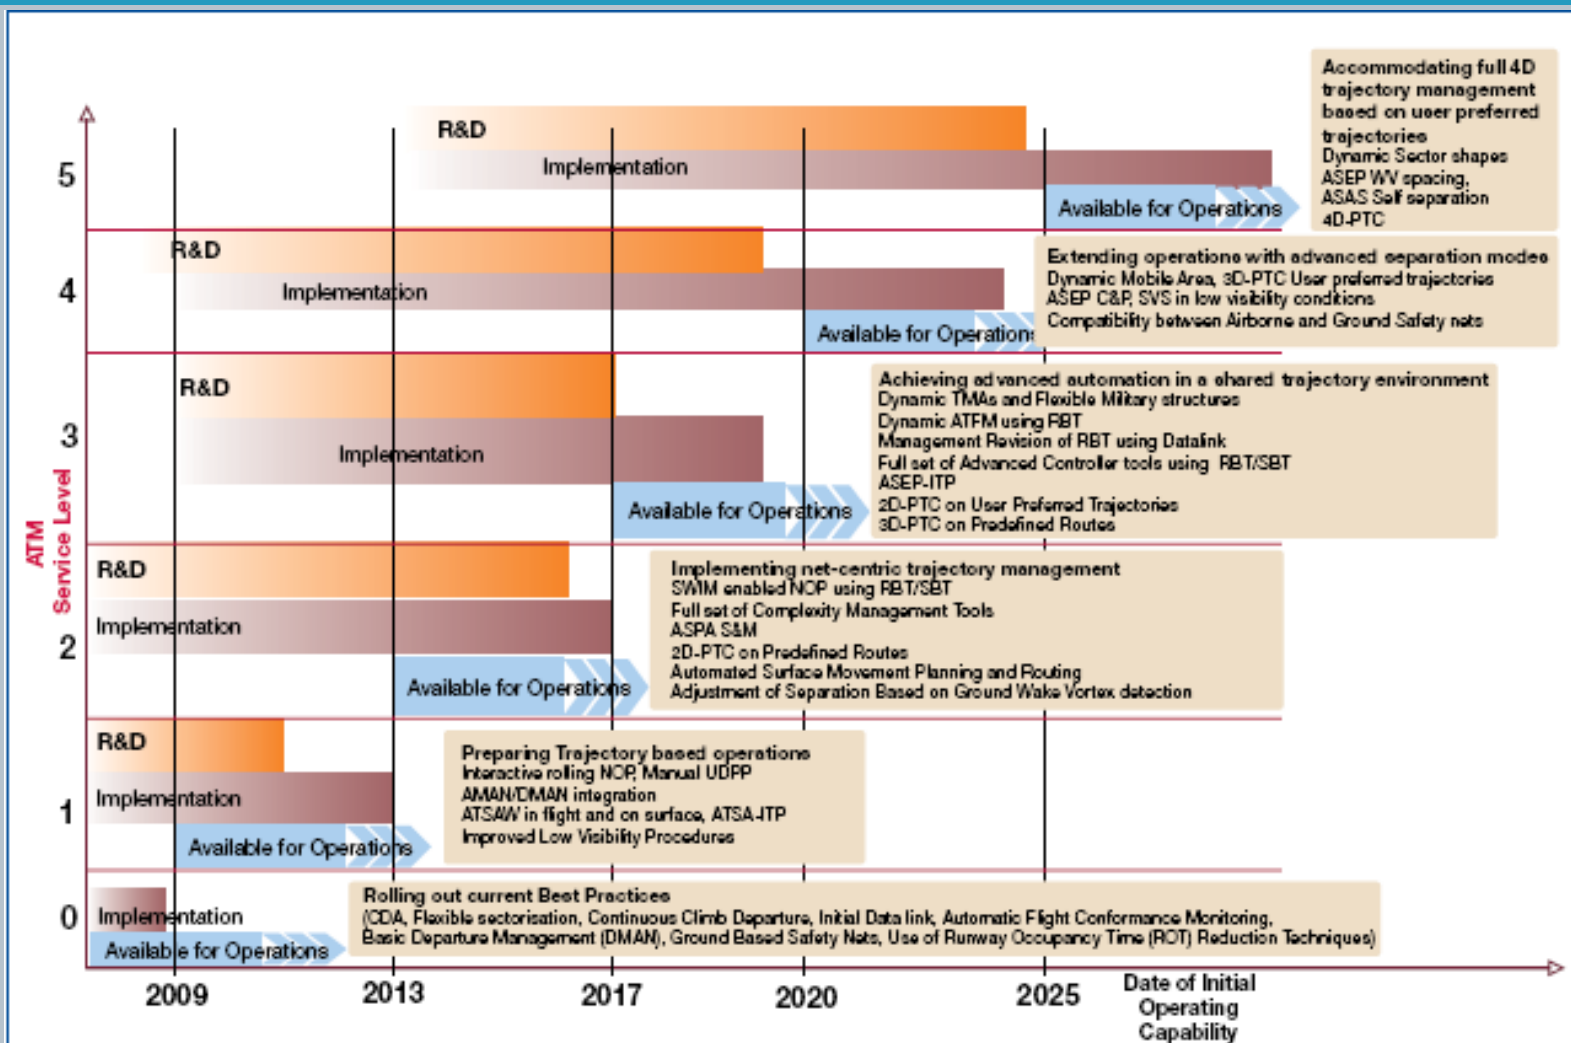 Accommodating full 4D
trajectory management
based on user preferred
trajectories
Dynamic Sector shapes
ASEP WV spacing,
ASAS Self separation
4D-PTC
R&D
Implementation
5
Available for Operations
R&D
Extending operations with advanced separation modes
Dynamic Mobile Area, 3D-PTC User preferred trajectories
ASEP C&P, SVS in low visibility conditions
Compatibility between Airborne and Ground Safety nets
4
Implementation
Available for Operations
R&D
Achieving advanced automation in a shared trajectory environment
Dynamic TMAs and Flexible Military structures
Dynamic ATFM using RBT
Management Revision of RBT using Datalink
Full set of Advanced Controller tools using RBT/SBT
ASEP-ITP
2D-PTC on User Preferred Trajectories
3D-PTC on Predefined Routes
3
Implementation
Available for Operations
ATM
Service Level
R&D
Implementing net-centric trajectory management
SWIM enabled NOP using RBT/SBT
Full set of Complexity Management Tools
ASPA S&M
2D-PTC on Predefined Routes
Automated Surface Movement Planning and Routing
Adjustment of Separation Based on Ground Wake Vortex detection
Implementation
2
Available for Operations
R&D
Preparing Trajectory based operations
Interactive rolling NOP, Manual UDPP
AMAN/DMAN integration
ATSAW in flight and on surface, ATSA-ITP
Improved Low Visibility Procedures
Implementation
1
Available for Operations
Rolling out current Best Practices
(CDA, Flexible sectorisation, Continuous Climb Departure, Initial Data link, Automatic Flight Conformance Monitoring,
Basic Departure Management (DMAN), Ground Based Safety Nets, Use of Runway Occupancy Time (ROT) Reduction Techniques)
0
Implementation
Available for Operations
2009
2013
2017
2020
2025
Date of Initial
Operating
Capability